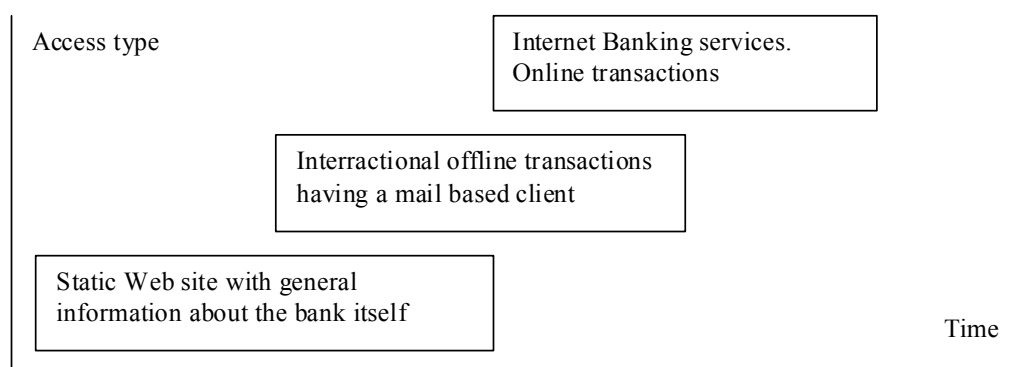 Access type
Internet Banking services.
Online transactions
Interractional offline transactions
having a mail based client
Static Web site with general
information about the bank itself
Time